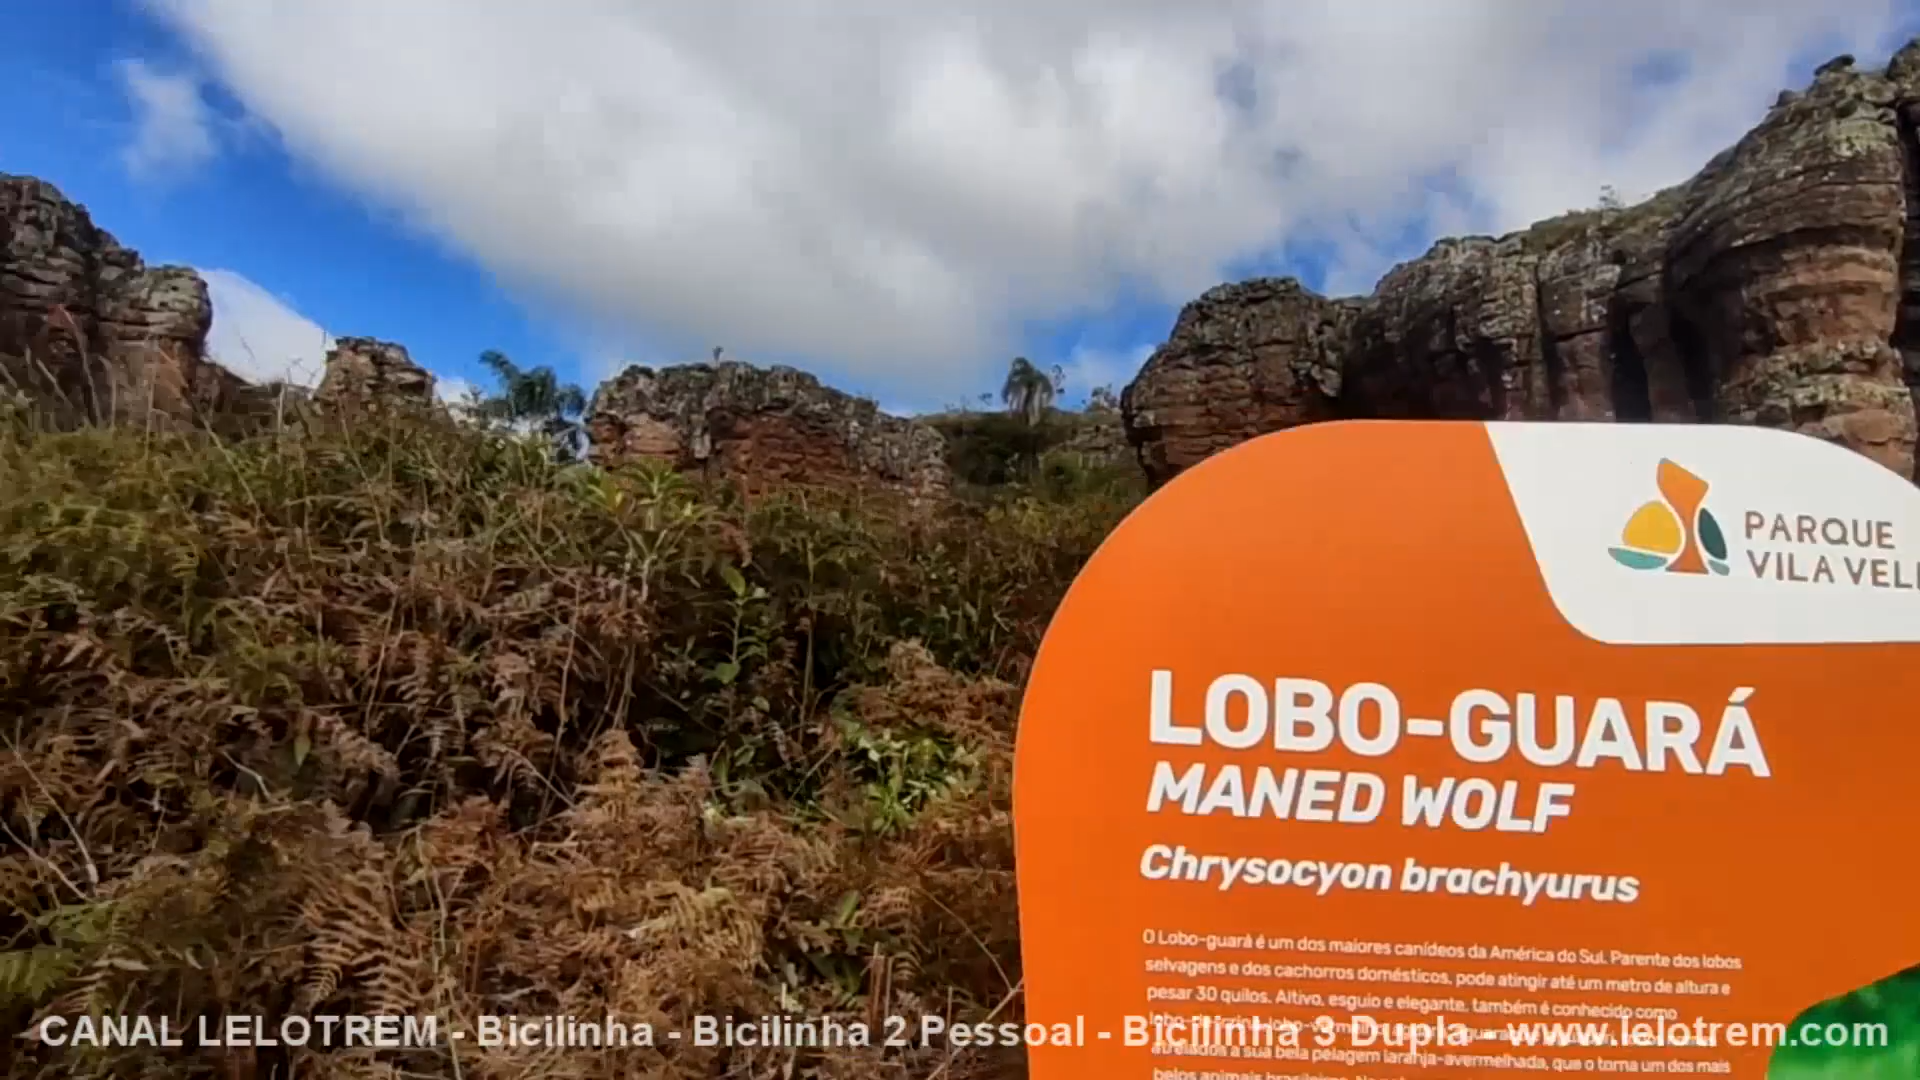 PARQUE
VILA VEL
LOBO-GUARÁ
MANED WOLF
Chrysocyon brachyurus
O Lobo-guará é um dos maiores canídeos da América do Sul. Parente dos lobos
selvagens e dos cachorros domésticos, pode atingir até um metro de altura e
pesar 30 quilos. Altivo, esguio e elegante, também é conhecido como
CANAL LELOTREM - Bicilinha - Bicilinha 2 Pessoal - Bicilinha 3 Dupla - www.lelotrem.com
atrelados a sua bela pelagem laranja-avermelhada, que o torna um dos mais
belos animais brasileiros.